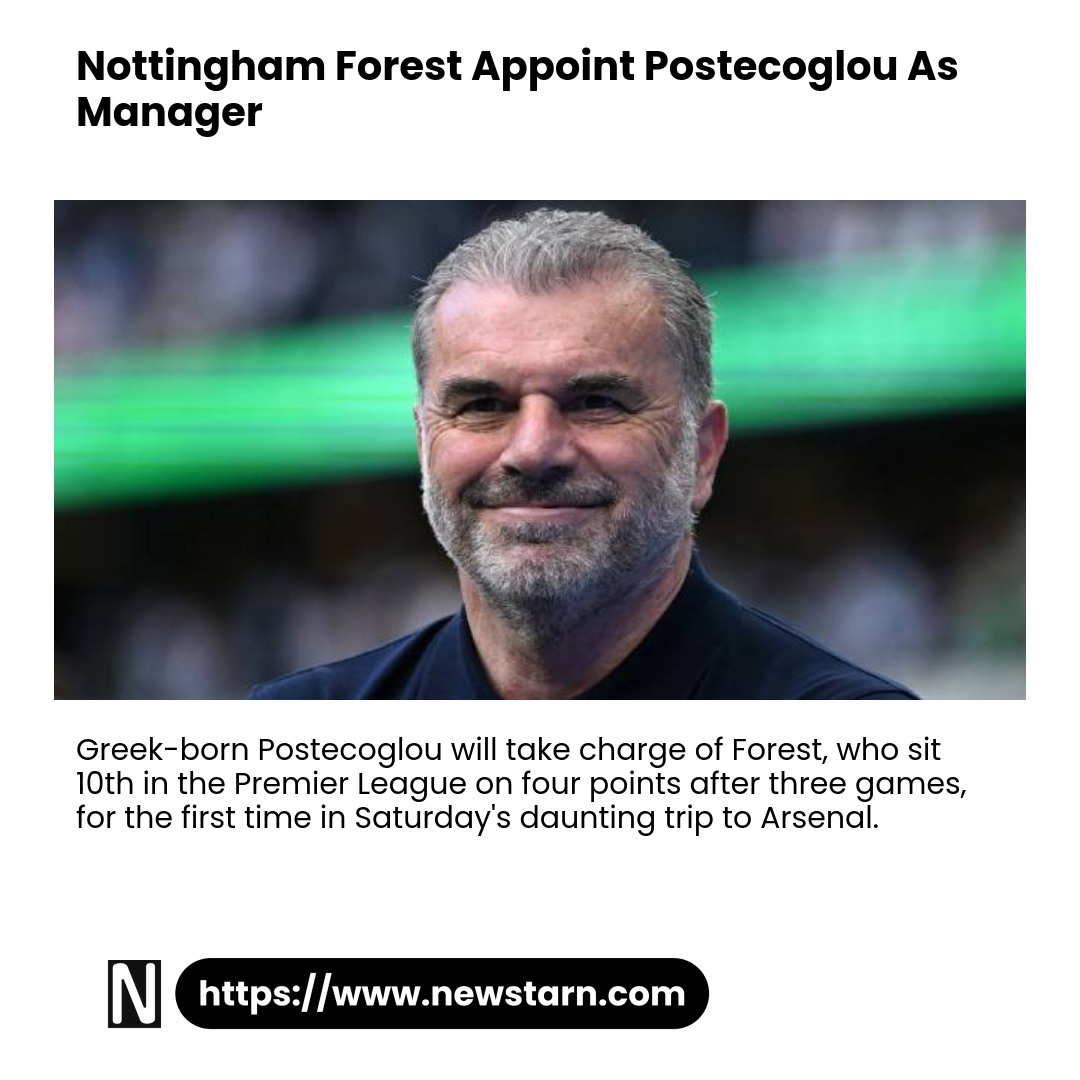 Nottingham Forest Appoint Postecoglou As
Manager
Greek-born Postecoglou will take charge of Forest, who sit
10th in the Premier League on four points after three games,
for the first time in Saturday's daunting trip to Arsenal.
N
https://www.newstarn.com